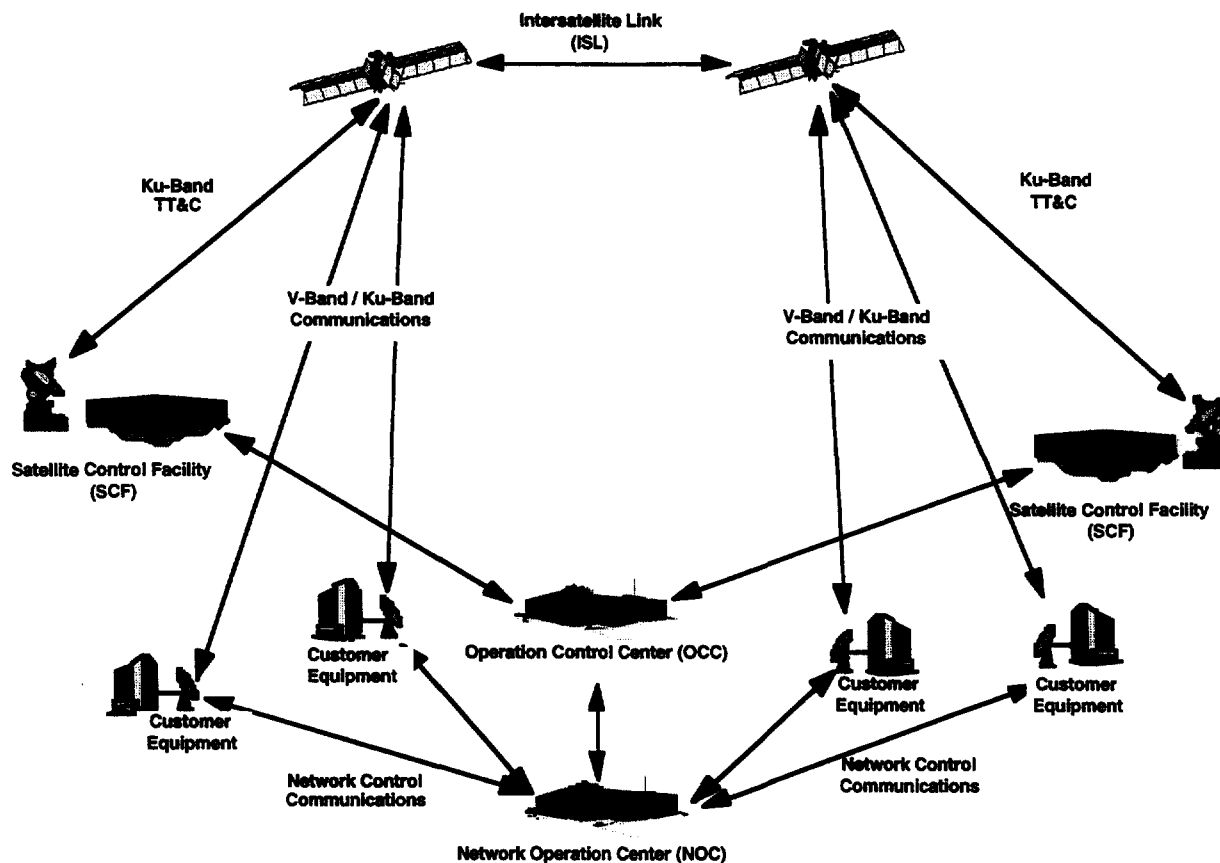 Intersatellite Link
(ISL)
Ku-Band
TT&C
Ku-Band
TT&C
V-Band / Ku-Band
Communications
V-Band / Ku-Band
Communications
Satellite Control Facility
(SCF)
Satellite Control Facility
(SCF)
Customer
Equipment
Operation Control Center (OCC)
Customer
Equipment
Customer
Equipment
Customer
Equipment
Network Control
Communications
Network Control
Communications
Network Operation Center (NOC)